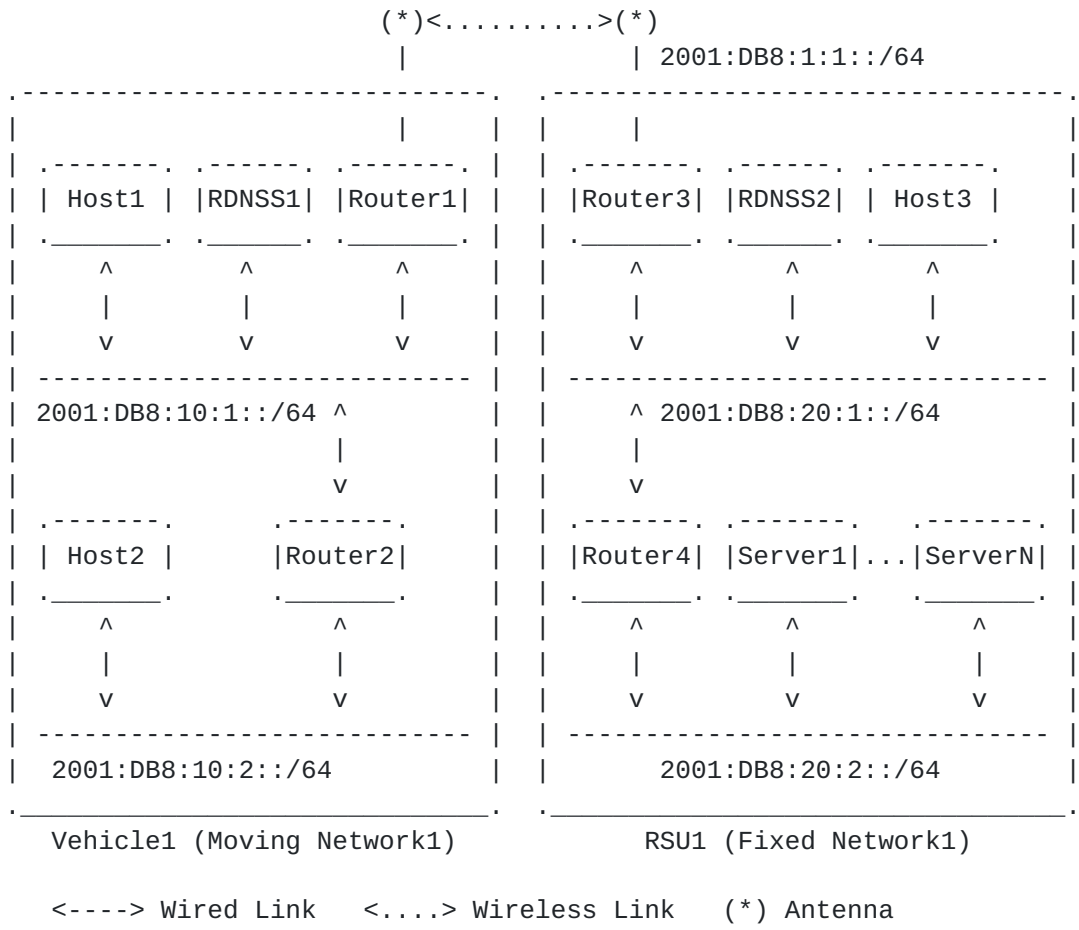 (*)<..........>(*)
2001:DB8:1:1::/64
Host1 RDNSS1 Router1 Router3 RDNSS2 Host3
2001:DB8:10:1::/64 2001:DB8:20:1::/64
Host2 Router2 Router4 Server1...ServerN
2001:DB8:10:2::/64 2001:DB8:20:2::/64
Vehicle1 (Moving Network1) RSU1 (Fixed Network1)
<----> Wired Link <....> Wireless Link (*) Antenna